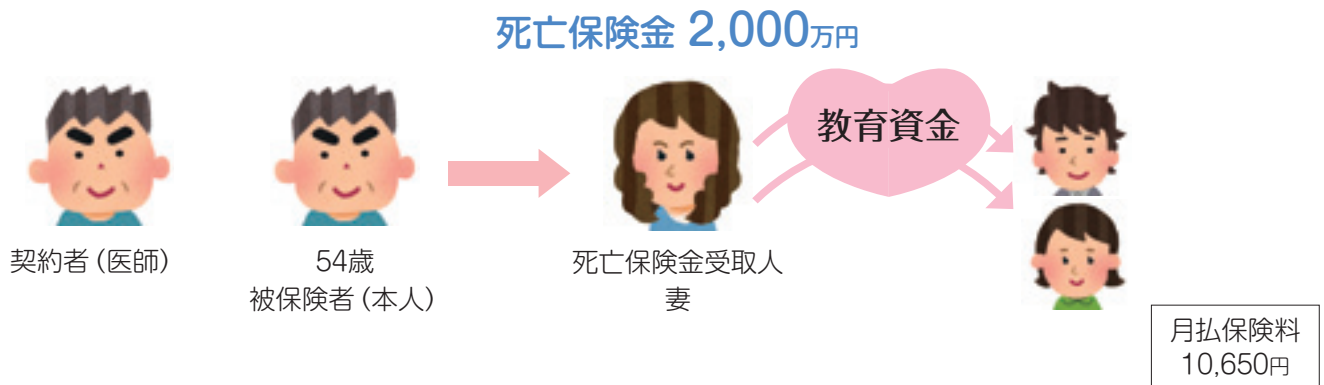 死亡保険金 2,000万円
教育資金
契約者（医師）
54歳
被保険者（本人）
死亡保険金受取人
妻
月払保険料
10,650円